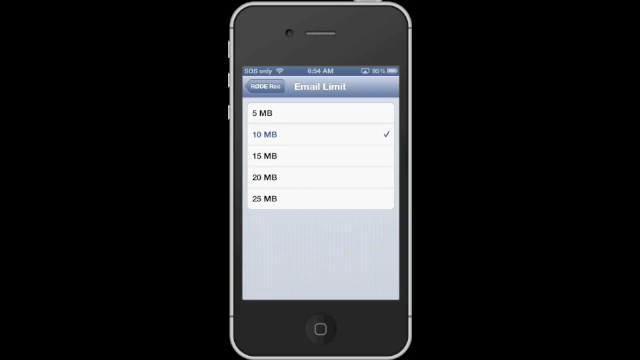 SOS only 6:54 AM 95%
RØDE Rec Email Limit
5 MB
10 MB
15 MB
20 MB
25 MB